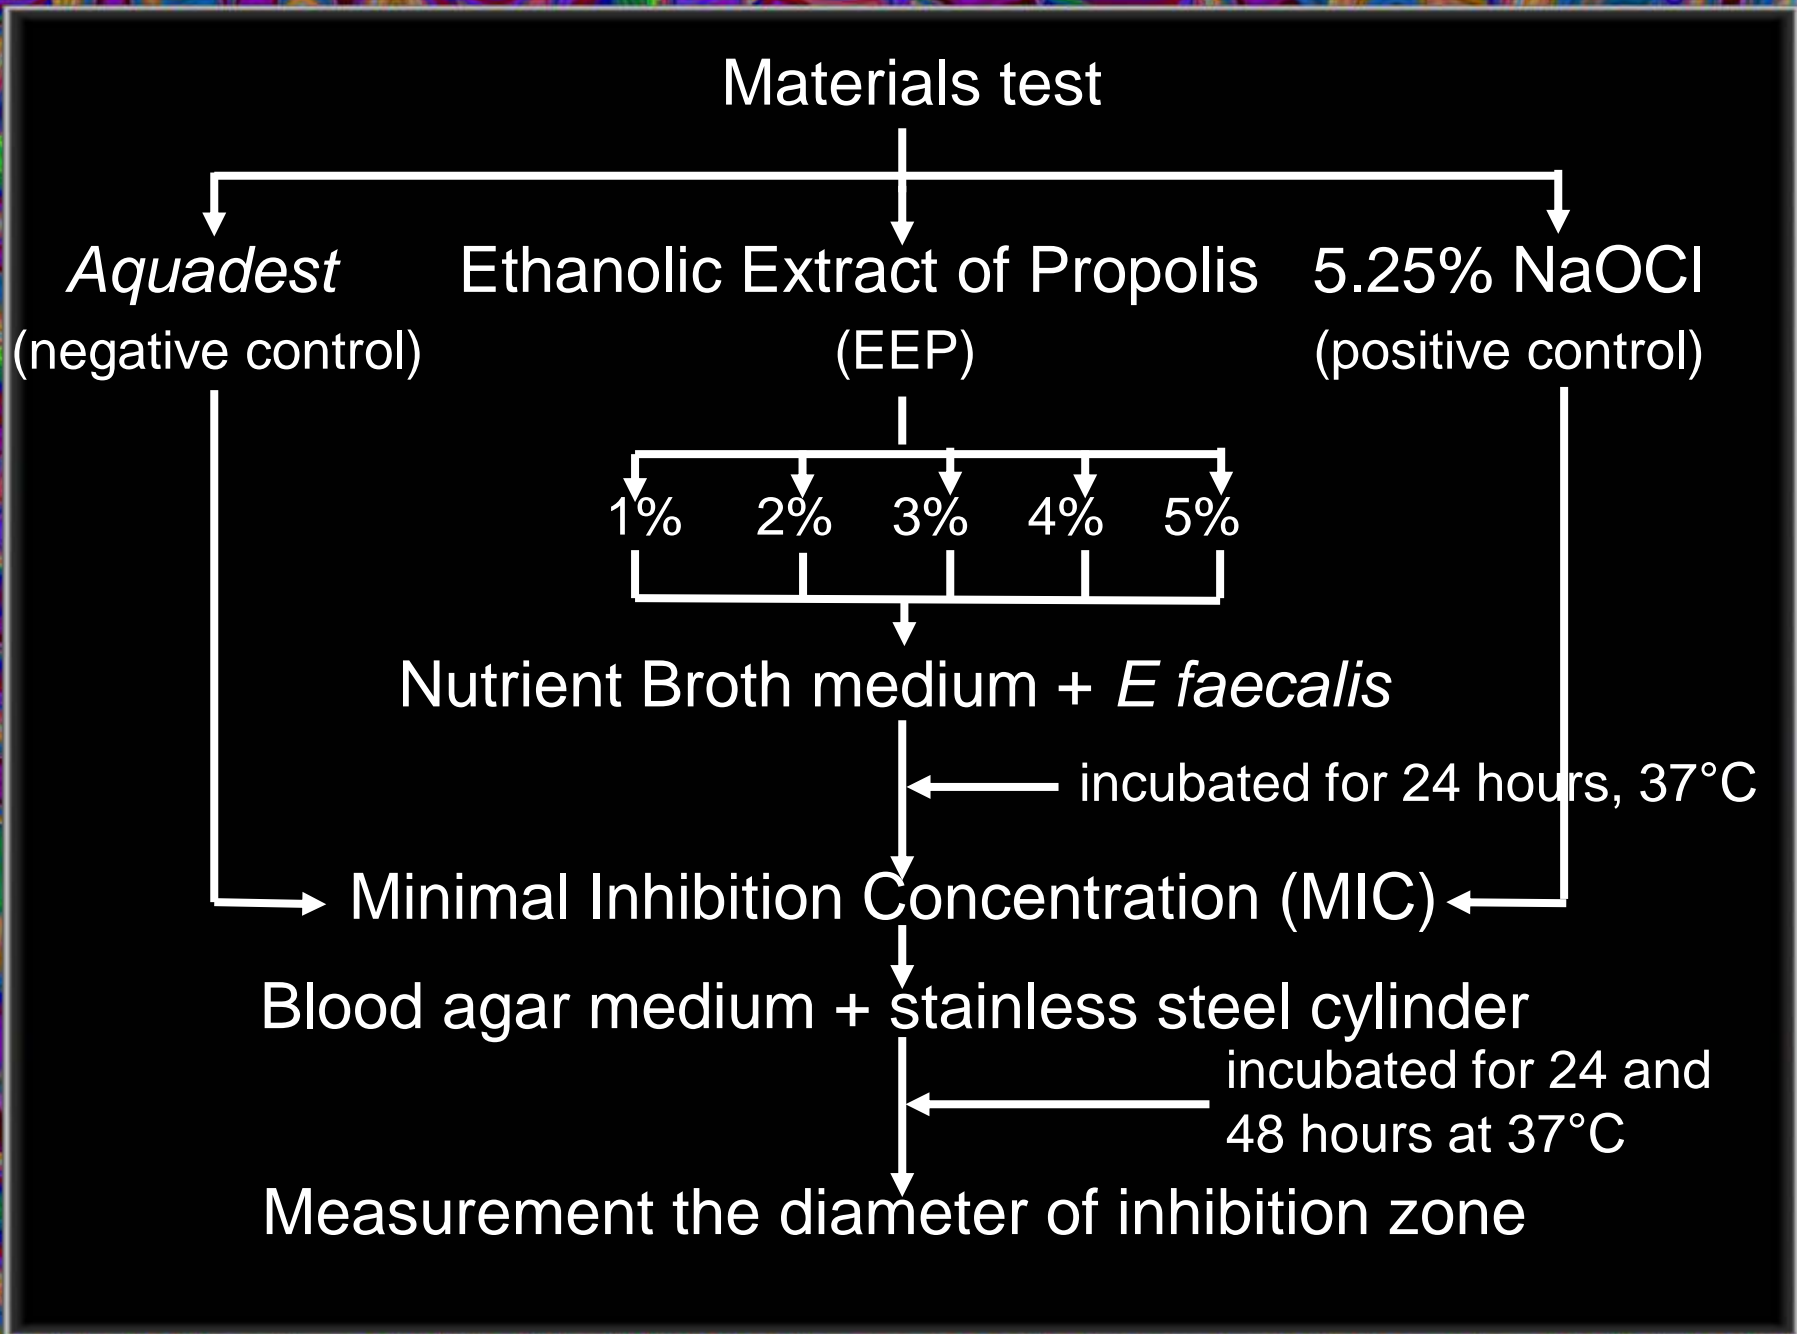 Materials test
Aquadest Ethanolic Extract of Propolis 5.25% NaOCl
(negative control) (EEP) (positive control)
1% 2% 3% 4% 5%
Nutrient Broth medium + E faecalis
incubated for 24 hours, 37°C
Minimal Inhibition Concentration (MIC)
Blood agar medium + stainless steel cylinder
incubated for 24 and
48 hours at 37°C
Measurement the diameter of inhibition zone